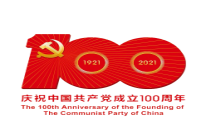 1921 2021
庆祝中国共产党成立100周年
The 100th Anniversary of the Founding of
The Communist Party of China